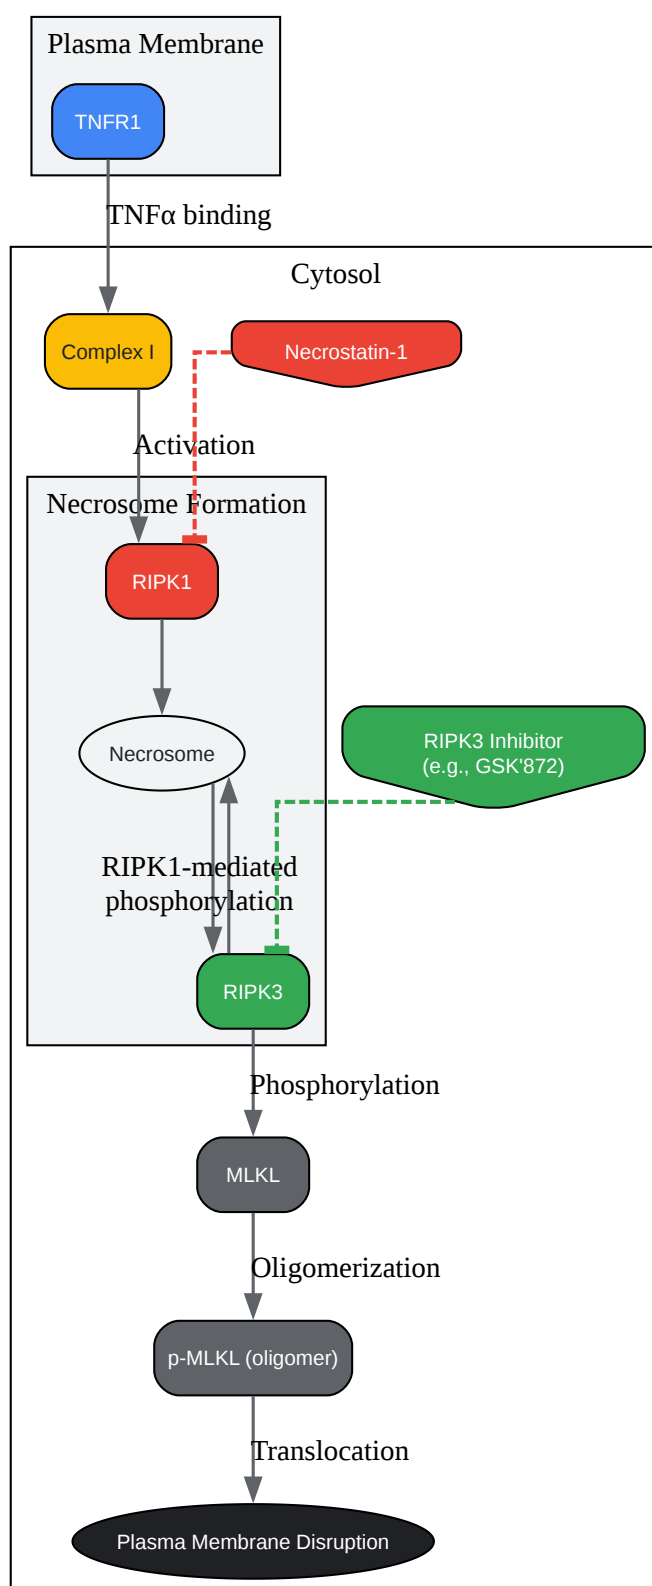 Plasma Membrane
TNFR1
TNFα binding
Cytosol
Complex I
Necrostatin-1
Activation
Necrosome Formation
RIPK1
Necrosome
RIPK3 Inhibitor
(e.g., GSK'872)
RIPK1-mediated
phosphorylation
RIPK3
Phosphorylation
MLKL
Oligomerization
p-MLKL (oligomer)
Translocation
Plasma Membrane Disruption